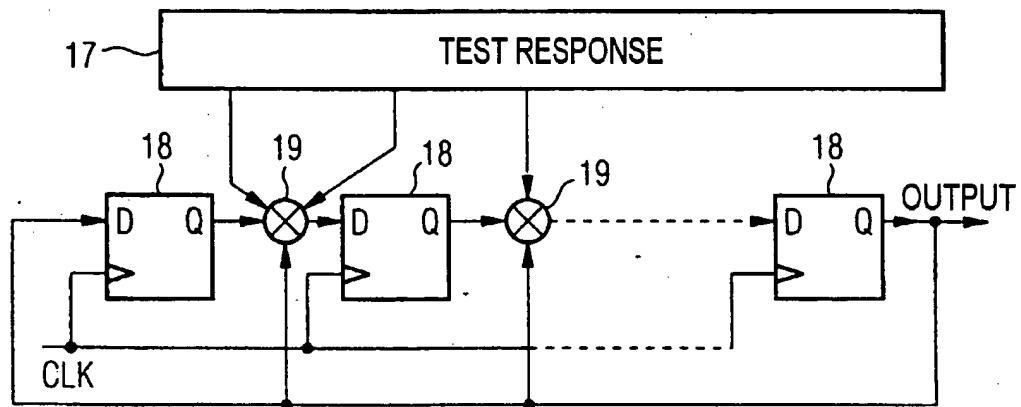 17 TEST RESPONSE
18 19 18 19 18
D Q D Q D Q OUTPUT
CLK